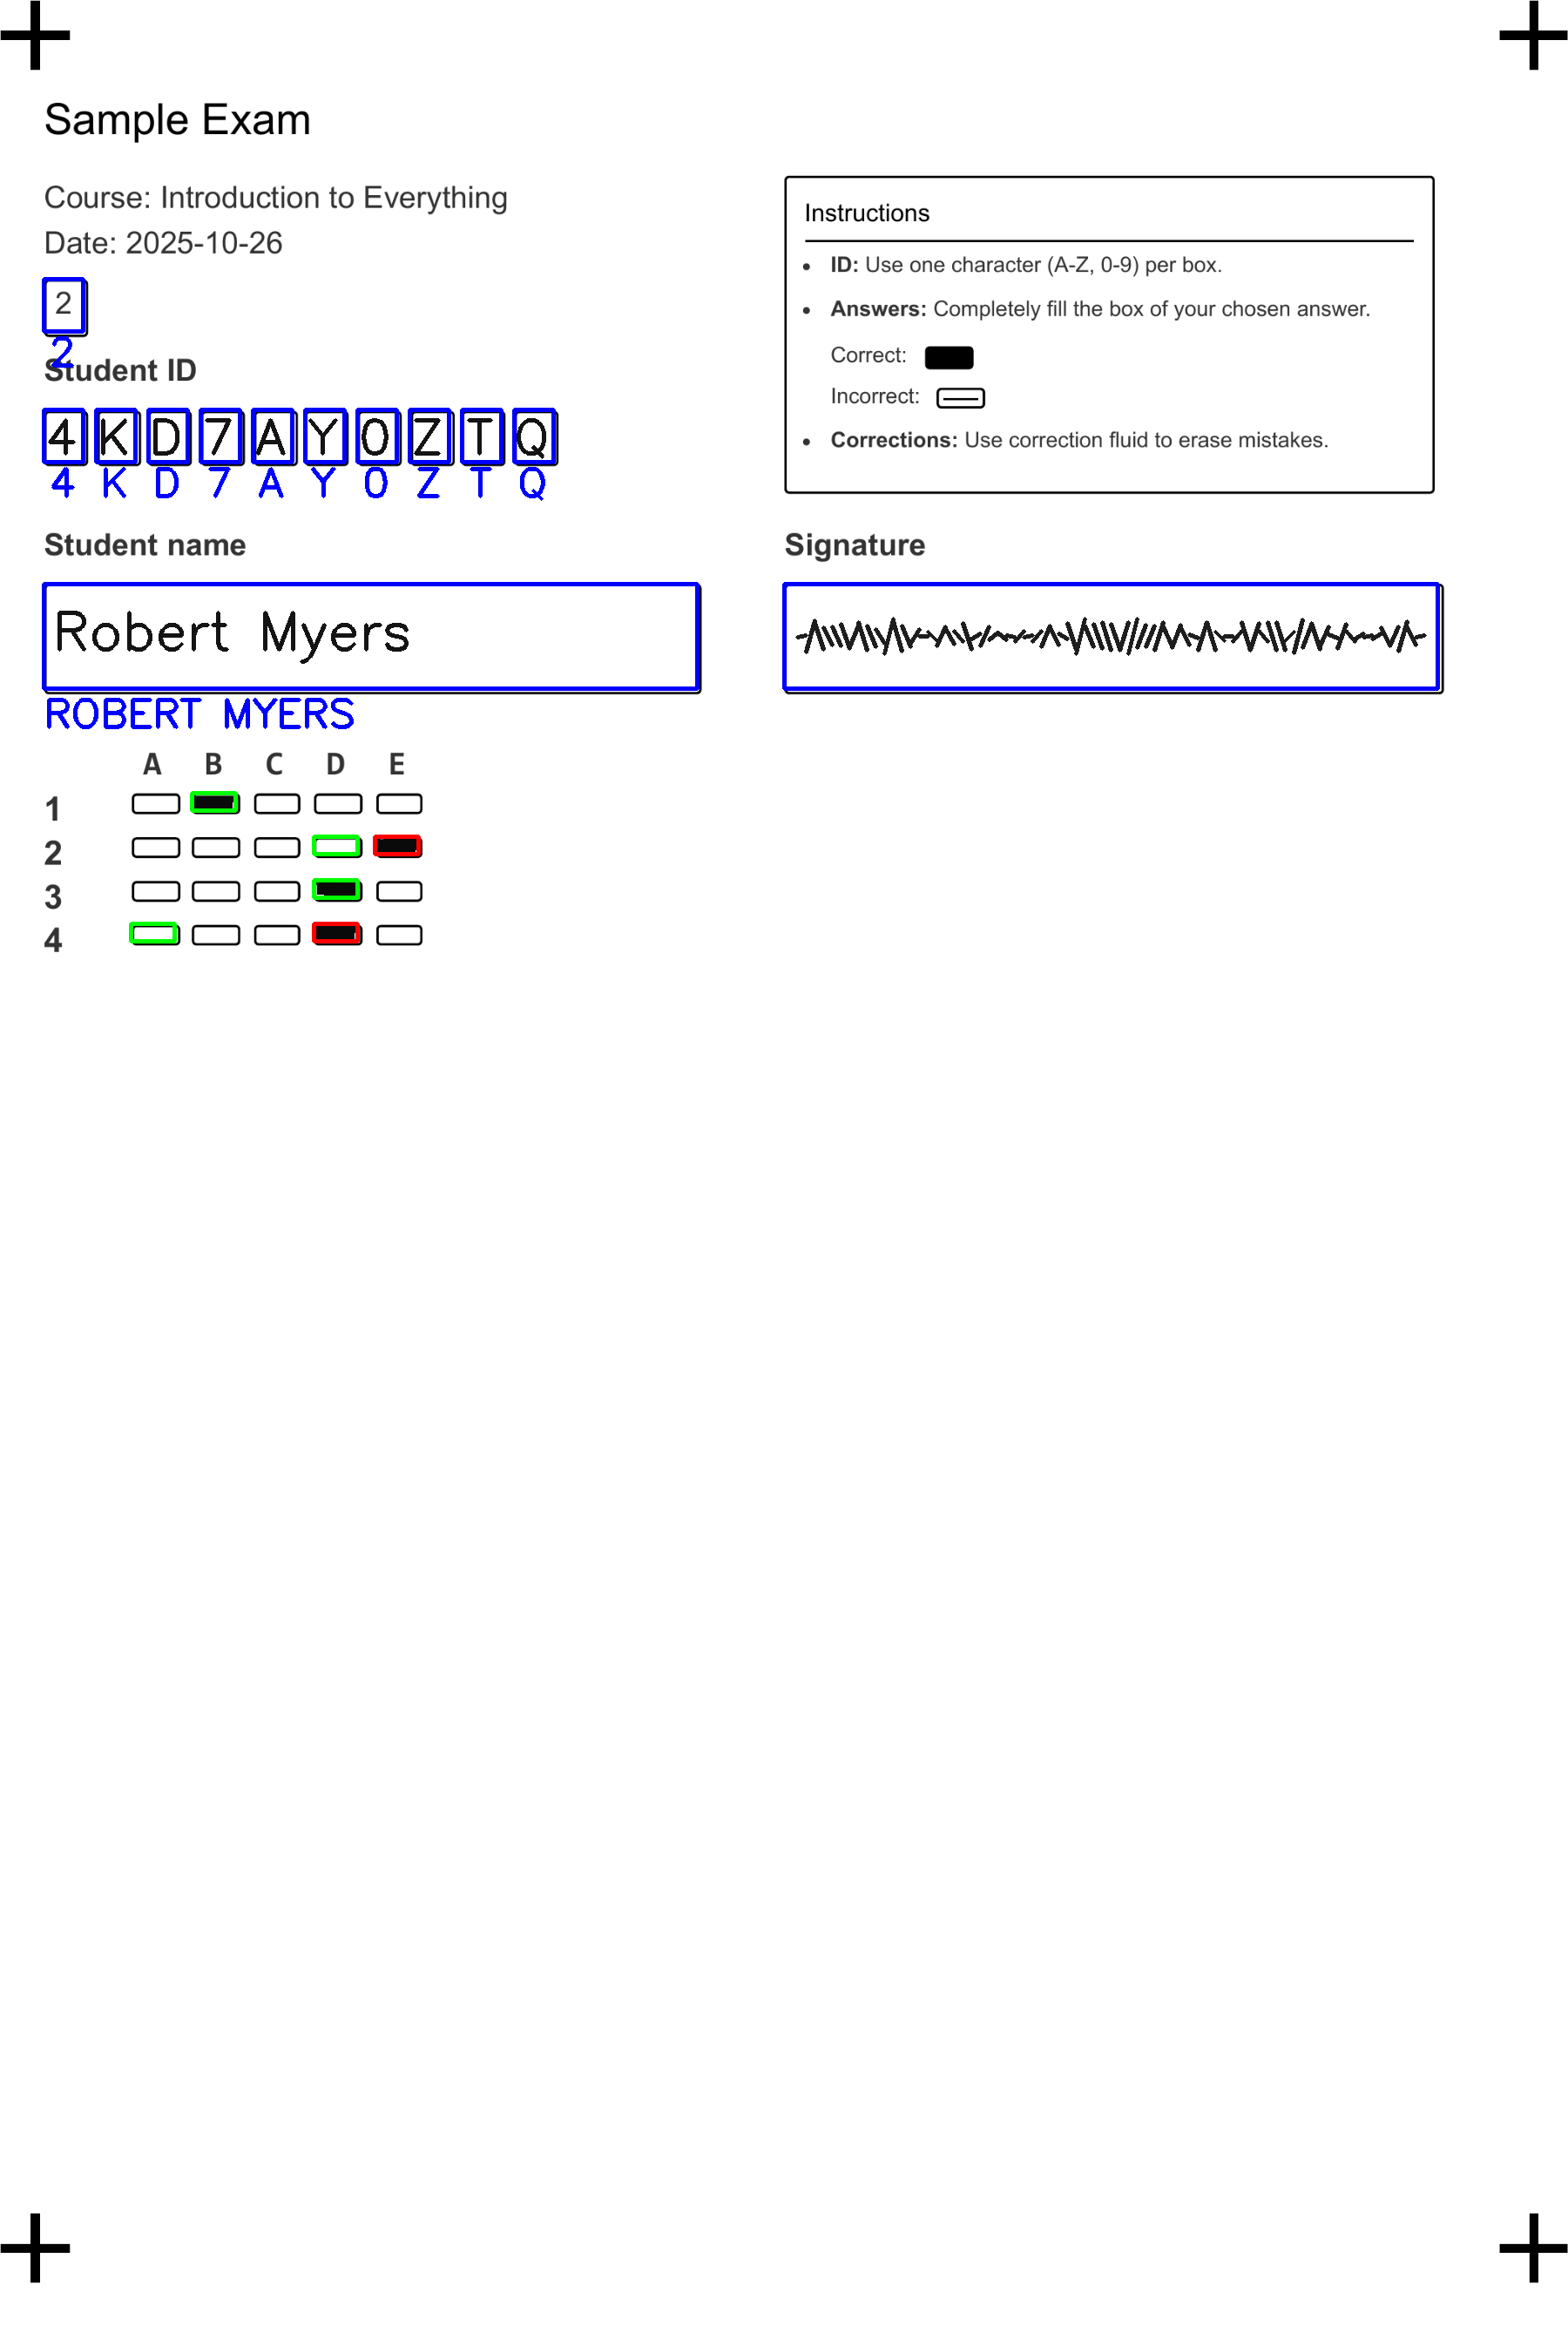 Sample Exam
Course: Introduction to Everything
Date: 2025-10-26
2
2
Student ID
4 K D 7 A Y 0 Z T Q
4 K D 7 A Y 0 Z T Q
Instructions
• ID: Use one character (A-Z, 0-9) per box.
• Answers: Completely fill the box of your chosen answer.
Correct:
Incorrect:
• Corrections: Use correction fluid to erase mistakes.
Student name
Robert Myers
ROBERT MYERS
Signature
A B C D E
1
2
3
4